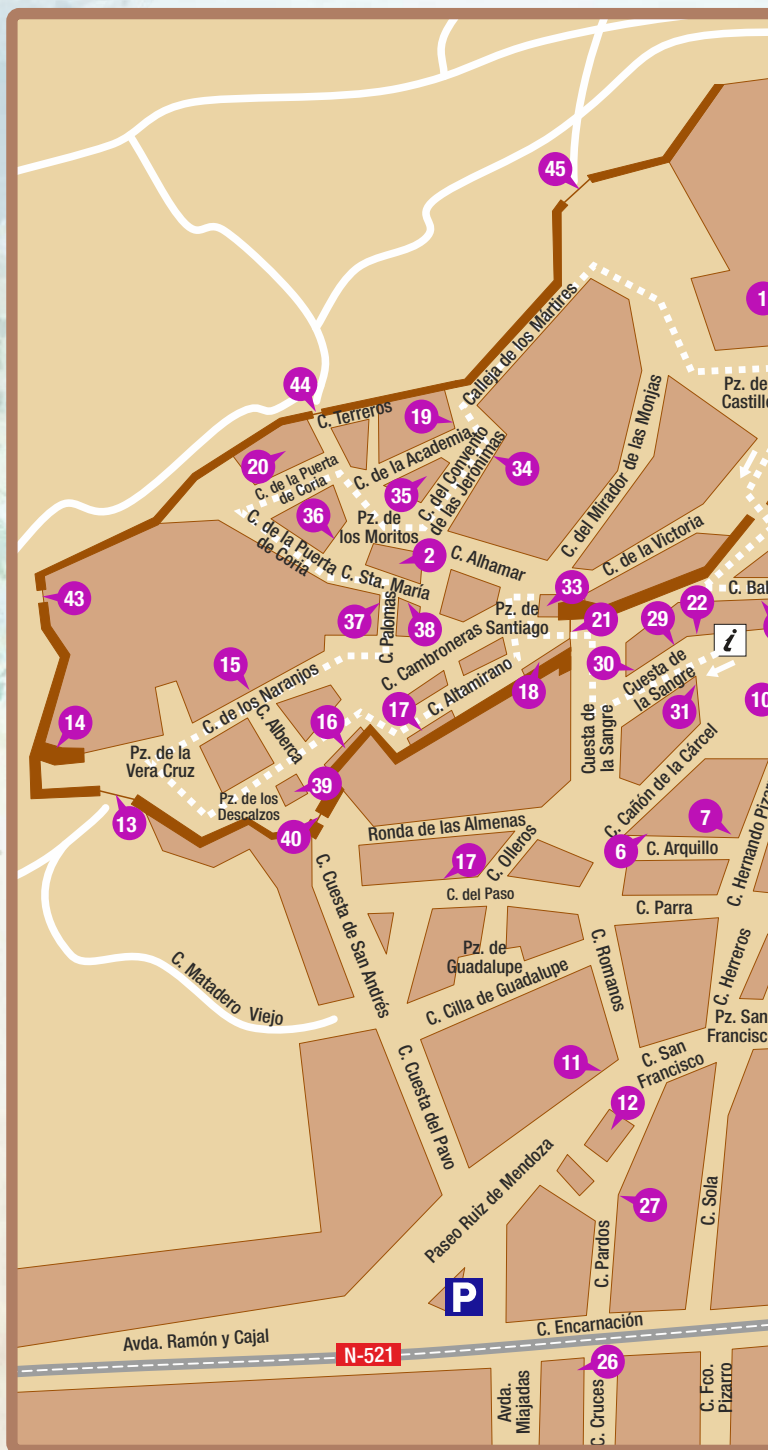 45
1
Calleja de los Mártires
Pz. de
Castill
44
C. Terreros
19
C. de la Academia
C. del Convento
de las Jerónimas
34
C. del Mirador de las Monjas
20
C. de la Puerta
de Coria
35
36
Pz. de
los Moritos
C. de la Puerta
de Coria
2
C. Alhamar
C. de la Victoria
C. Sta. María
43
33
C. Bal
22
37
C. Palomas
38
Pz. de
Santiago
21
29
i
C. Cambroneras
30
Cuesta de
la Sangre
15
C. de los Naranjos
C. Altamirano
18
17
31
10
14
C. Alberca
16
Cuesta de
la Sangre
Pz. de la
Vera Cruz
C. Cañón de la Cárcel
39
Pz. de los
Descalzos
13
40
Ronda de las Almenas
7
C. Hernando Piza
6
C. Arquillo
17
C. Olleros
C. del Paso
C. Parra
C. Cuesta de San Andrés
Pz. de
Guadalupe
C. Romanos
C. Herreros
C. Matadero Viejo
C. Cilla de Guadalupe
Pz. San
Francisc
11
C. San
Francisco
C. Cuesta del Pavo
12
Paseo Ruiz de Mendoza
27
C. Sola
C. Pardos
P
C. Encarnación
Avda. Ramón y Cajal
N-521
26
Avda.
Miajadas
C. Cruces
C. Fco.
Pizarro